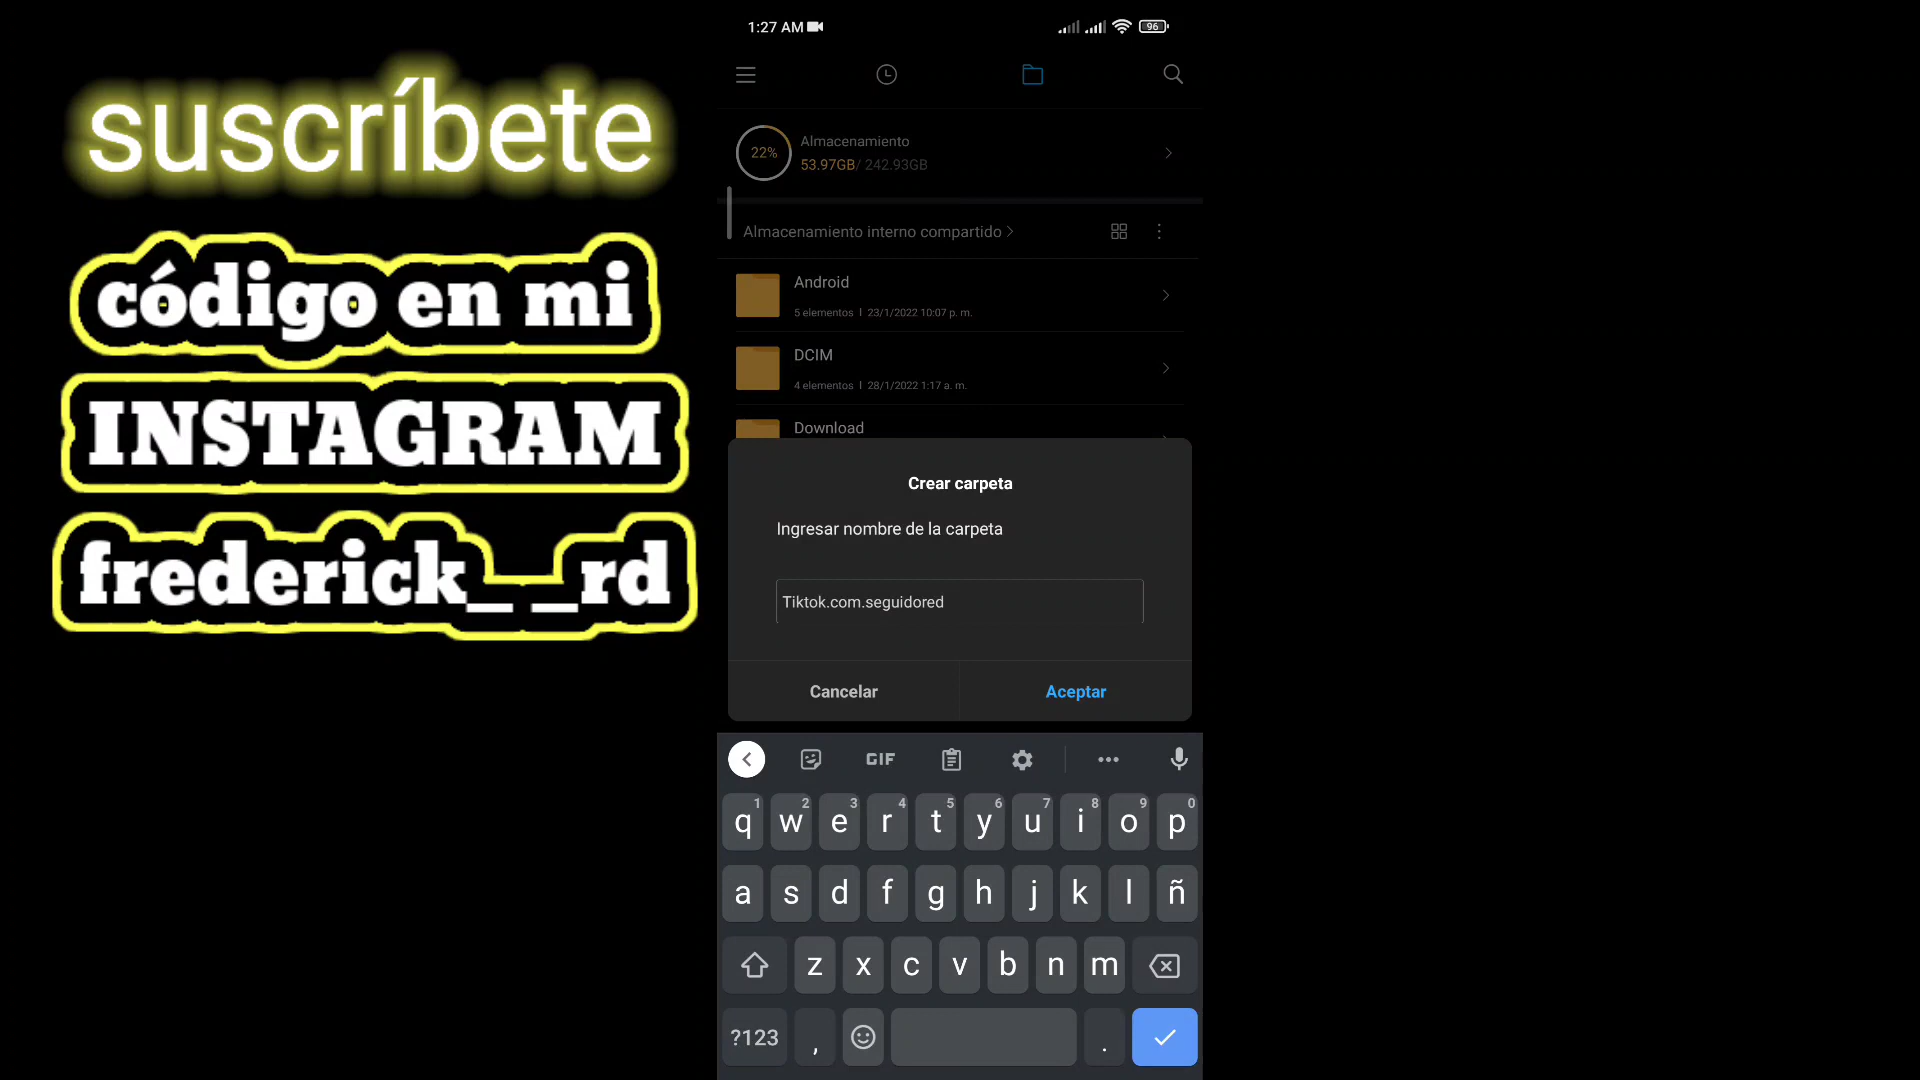 suscríbete
código en mi
INSTAGRAM
frederick_ _rd
1:27 AM
96
22%
Almacenamiento
53.97GB/ 242.93GB
Almacenamiento interno compartido
Android
5 elementos | 23/1/2022 10:07 p. m.
DCIM
4 elementos | 28/1/2022 1:17 a. m.
Download
Crear carpeta
Ingresar nombre de la carpeta
Tiktok.com.seguidored
Cancelar Aceptar
GIF
1 2 3 4 5 6 7 8 9 0
q w e r t y u i o p
a s d f g h j k l ñ
z x c v b n m
?123 , .